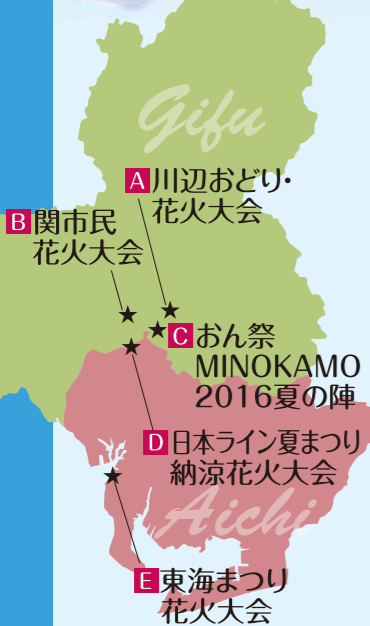 Gifu
A 川辺おどり・
花火大会
B 関市民
花火大会
C おん祭
MINOKAMO
2016夏の陣
D 日本ライン夏まつり
納涼花火大会
Aichi
E 東海まつり
花火大会